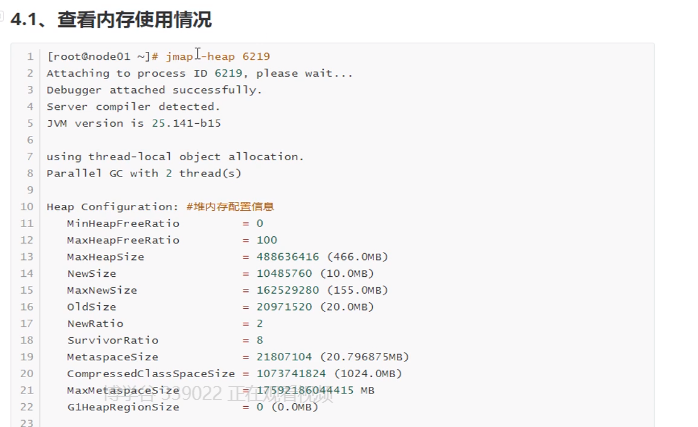 4.1、查看内存使用情况
1 [root@node01 ~]# jmap -heap 6219
2 Attaching to process ID 6219, please wait...
3 Debugger attached successfully.
4 Server compiler detected.
5 JVM version is 25.141-b15
6
7 using thread-local object allocation.
8 Parallel GC with 2 thread(s)
9
10 Heap Configuration: #堆内存配置信息
11 MinHeapFreeRatio = 0
12 MaxHeapFreeRatio = 100
13 MaxHeapSize = 488636416 (466.0MB)
14 NewSize = 10485760 (10.0MB)
15 MaxNewSize = 162529280 (155.0MB)
16 OldSize = 20971520 (20.0MB)
17 NewRatio = 2
18 SurvivorRatio = 8
19 MetaspaceSize = 21807104 (20.796875MB)
20 CompressedClassSpaceSize = 1073741824 (1024.0MB)
21 MaxMetaspaceSize = 17592186044415 MB
22 G1HeapRegionSize = 0 (0.0MB)
23
博学谷 339022 正在观看视频